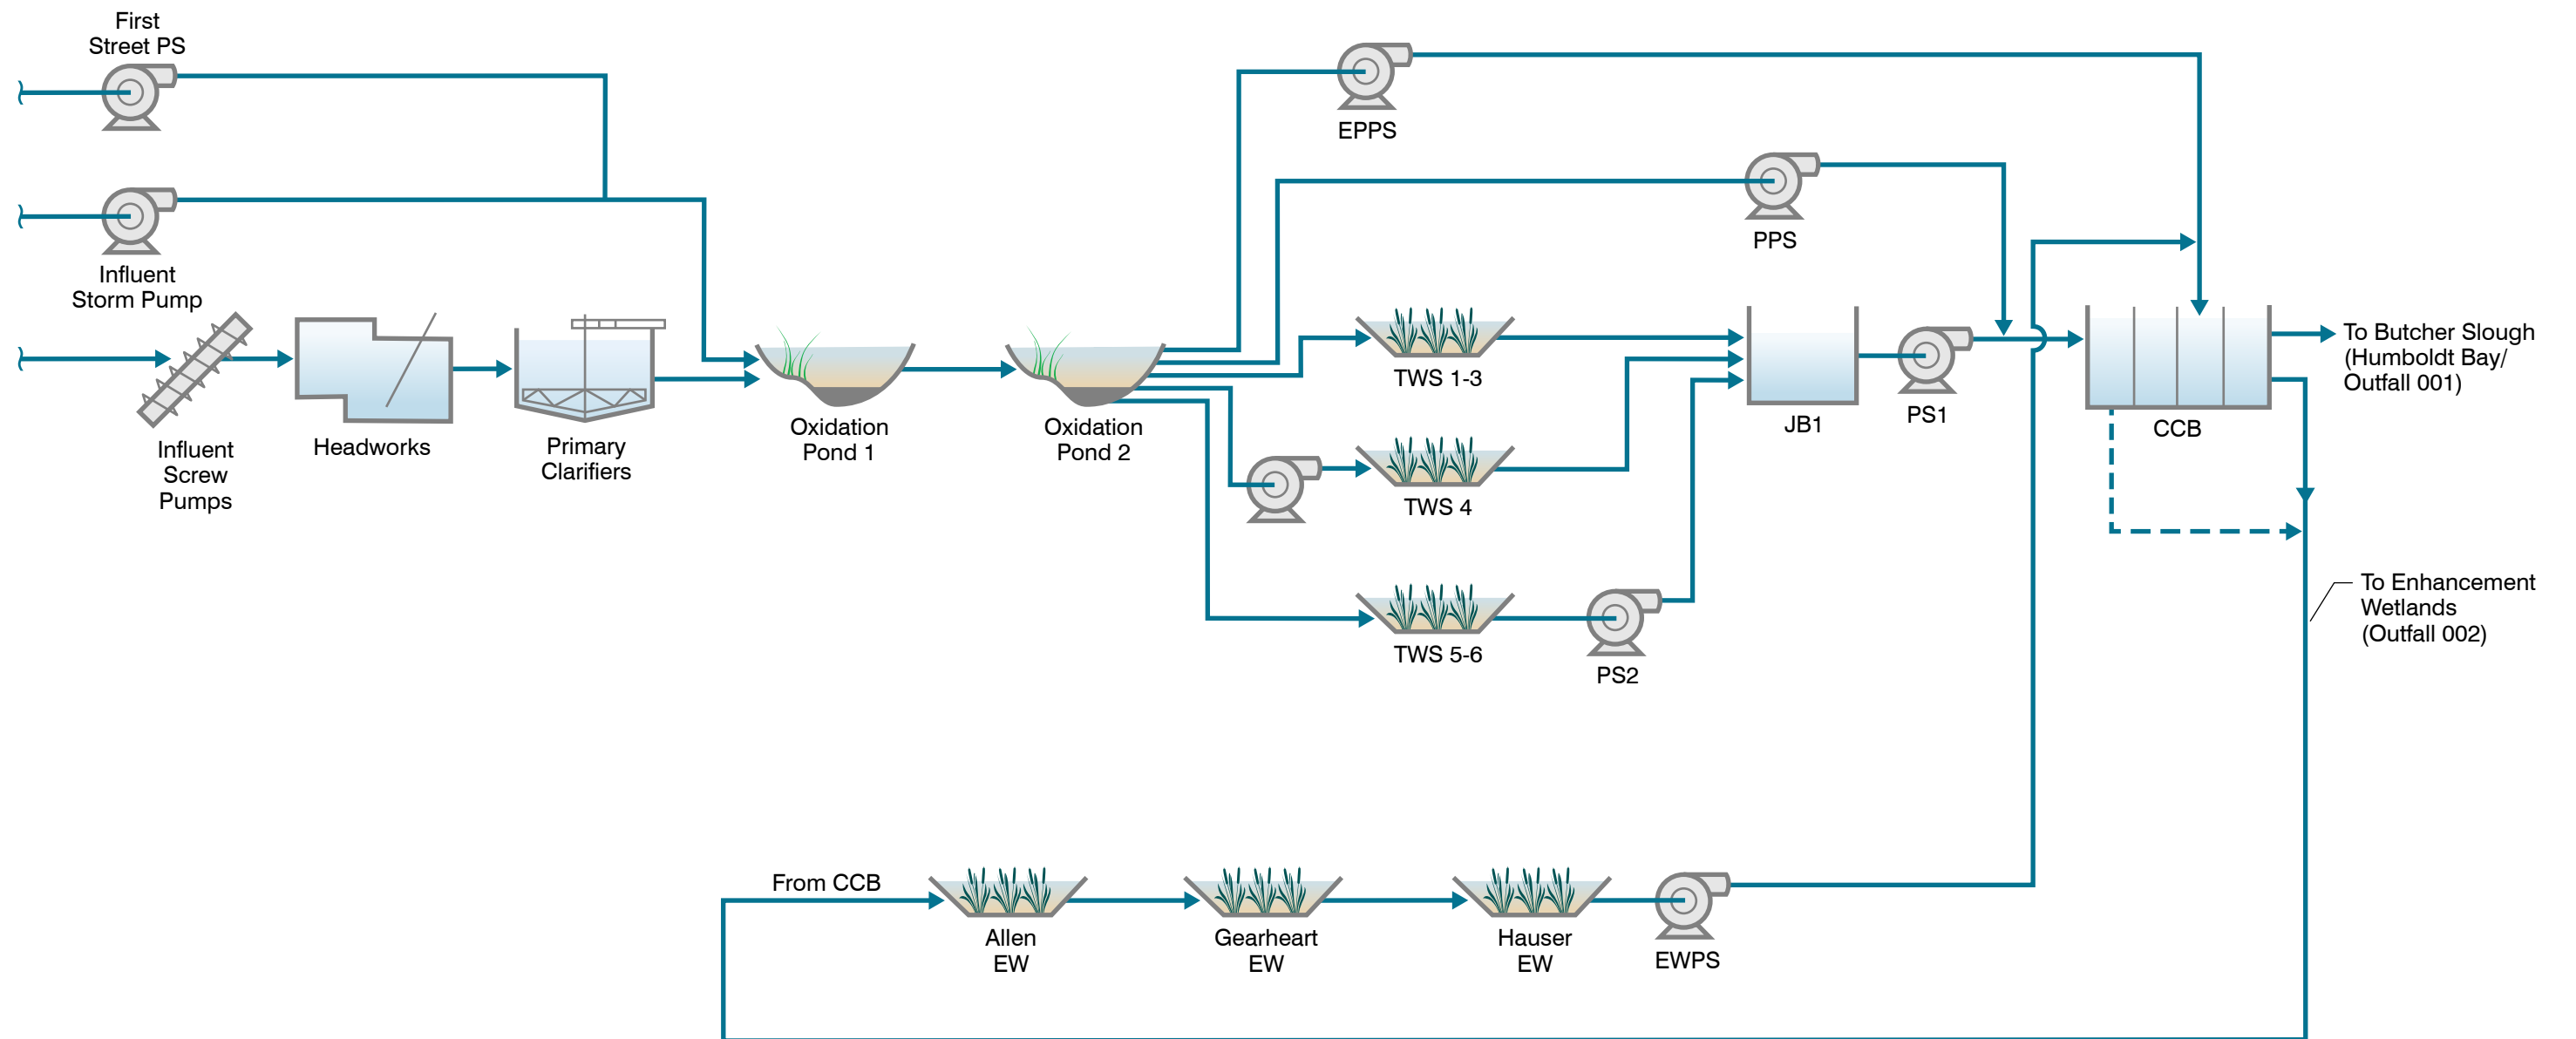 First
Street PS
EPPS
PPS
Influent
Storm Pump
To Butcher Slough
(Humboldt Bay/
Outfall 001)
TWS 1-3
JB1
PS1
CCB
Oxidation
Pond 1
Oxidation
Pond 2
Headworks
Primary
Clarifiers
Influent
Screw
Pumps
TWS 4
To Enhancement
Wetlands
(Outfall 002)
TWS 5-6
PS2
From CCB
Allen
EW
Gearheart
EW
Hauser
EW
EWPS